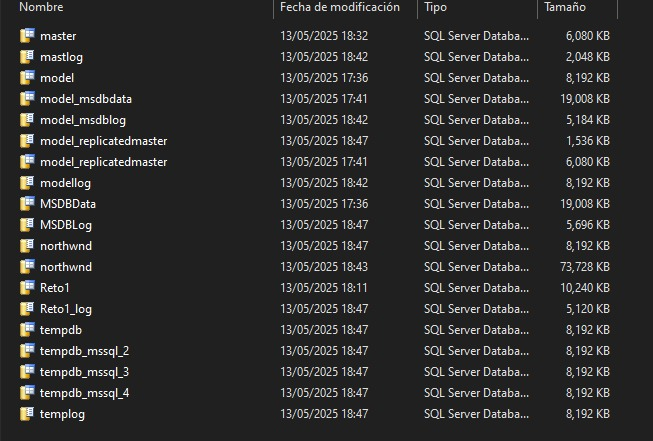 Nombre Fecha de modificación Tipo Tamaño
master 13/05/2025 18:32 SQL Server Databa... 6,080 KB
mastlog 13/05/2025 18:42 SQL Server Databa... 2,048 KB
model 13/05/2025 17:36 SQL Server Databa... 8,192 KB
model_msdbdata 13/05/2025 17:41 SQL Server Databa... 19,008 KB
model_msdblog 13/05/2025 18:42 SQL Server Databa... 5,184 KB
model_replicatedmaster 13/05/2025 18:47 SQL Server Databa... 1,536 KB
model_replicatedmaster 13/05/2025 17:41 SQL Server Databa... 6,080 KB
modellog 13/05/2025 18:42 SQL Server Databa... 8,192 KB
MSDBData 13/05/2025 17:36 SQL Server Databa... 19,008 KB
MSDBLog 13/05/2025 18:47 SQL Server Databa... 5,696 KB
northwnd 13/05/2025 18:47 SQL Server Databa... 8,192 KB
northwnd 13/05/2025 18:43 SQL Server Databa... 73,728 KB
Reto1 13/05/2025 18:11 SQL Server Databa... 10,240 KB
Reto1_log 13/05/2025 18:47 SQL Server Databa... 5,120 KB
tempdb 13/05/2025 18:47 SQL Server Databa... 8,192 KB
tempdb_mssql_2 13/05/2025 18:47 SQL Server Databa... 8,192 KB
tempdb_mssql_3 13/05/2025 18:47 SQL Server Databa... 8,192 KB
tempdb_mssql_4 13/05/2025 18:47 SQL Server Databa... 8,192 KB
templog 13/05/2025 18:47 SQL Server Databa... 8,192 KB